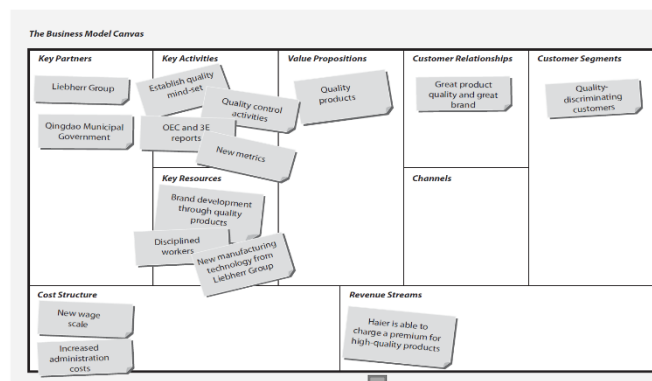 The Business Model Canvas
Key Partners
Liebherr Group
Qingdao Municipal
Government
Key Activities
Establish quality
mind-set
Quality control
activities
OEC and 3E
reports
New metrics
Key Resources
Brand development
through quality
products
Disciplined
workers
New manufacturing
technology from
Liebherr Group
Value Propositions
Quality
products
Customer Relationships
Great product
quality and great
brand
Channels
Customer Segments
Quality-
discriminating
customers
Cost Structure
New wage
scale
Increased
administration
costs
Revenue Streams
Haier is able to
charge a premium for
high-quality products